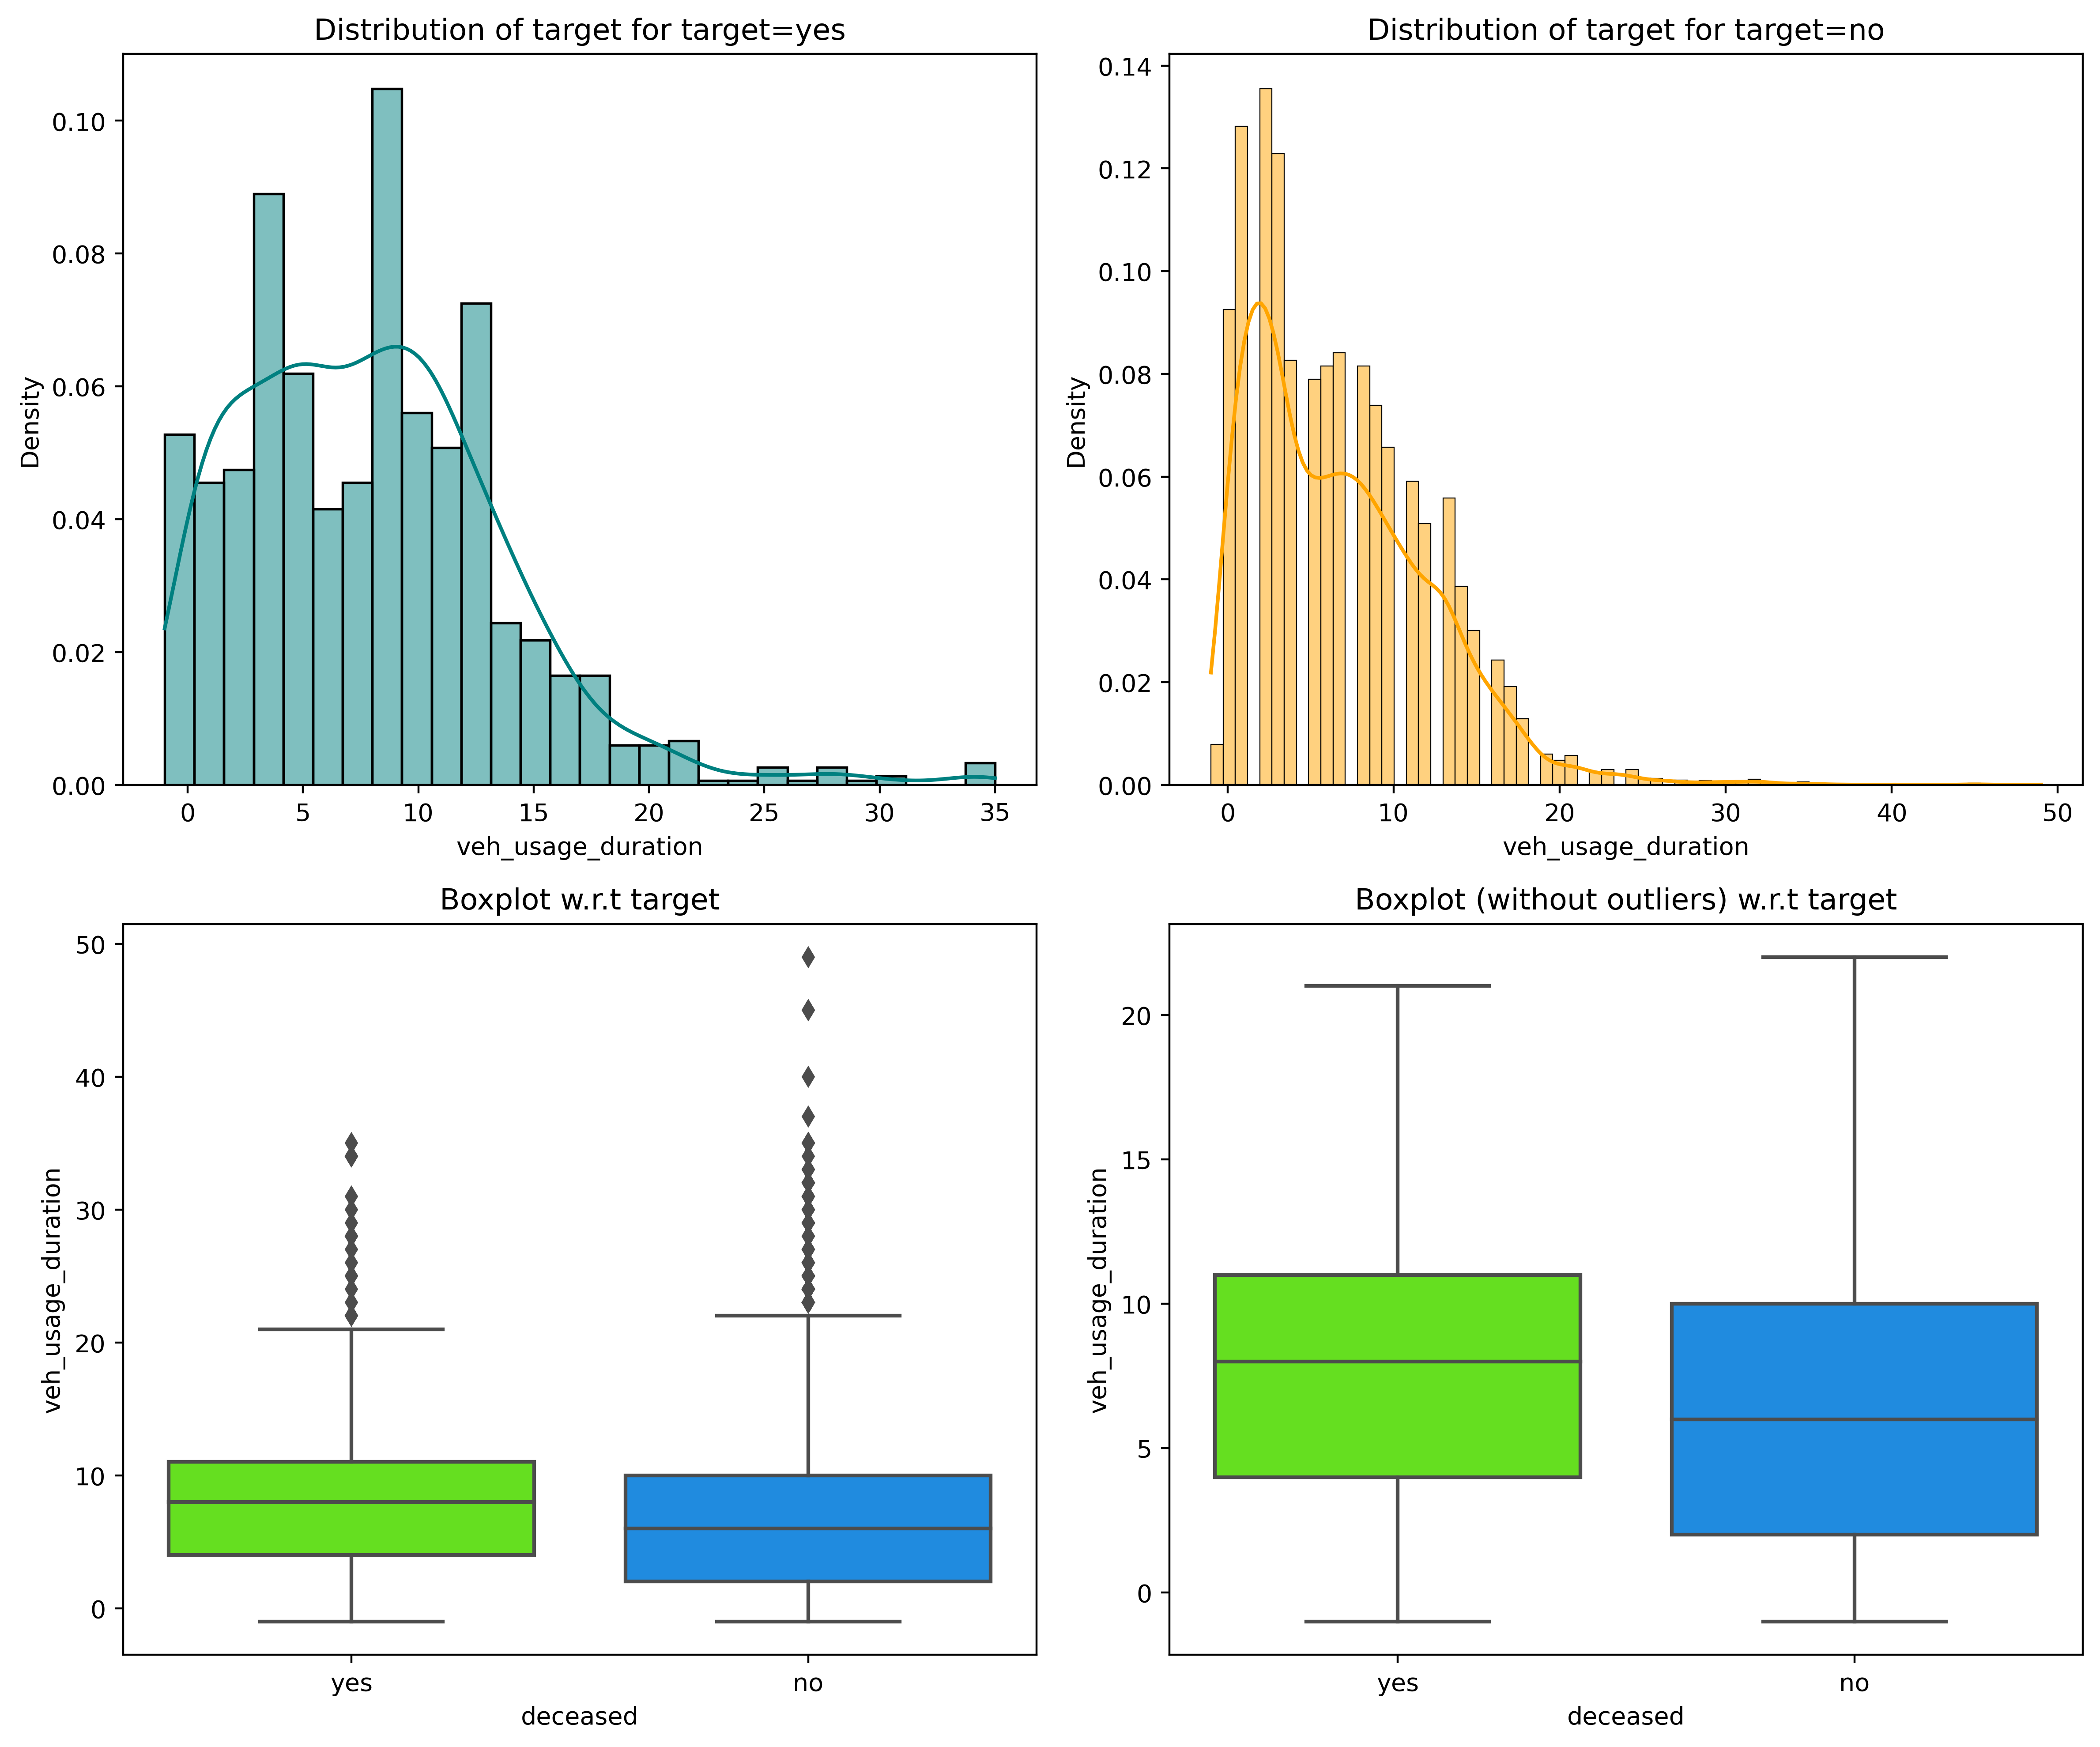 Distribution of target for target=yes
0.10
0.08
0.06
0.04
0.02
0.00
Density
0 5 10 15 20 25 30 35
veh_usage_duration
Distribution of target for target=no
0.14
0.12
0.10
0.08
0.06
0.04
0.02
0.00
Density
0 10 20 30 40 50
veh_usage_duration
Boxplot w.r.t target
50
40
30
20
10
0
veh_usage_duration
yes no
deceased
Boxplot (without outliers) w.r.t target
20
15
10
5
0
veh_usage_duration
yes no
deceased